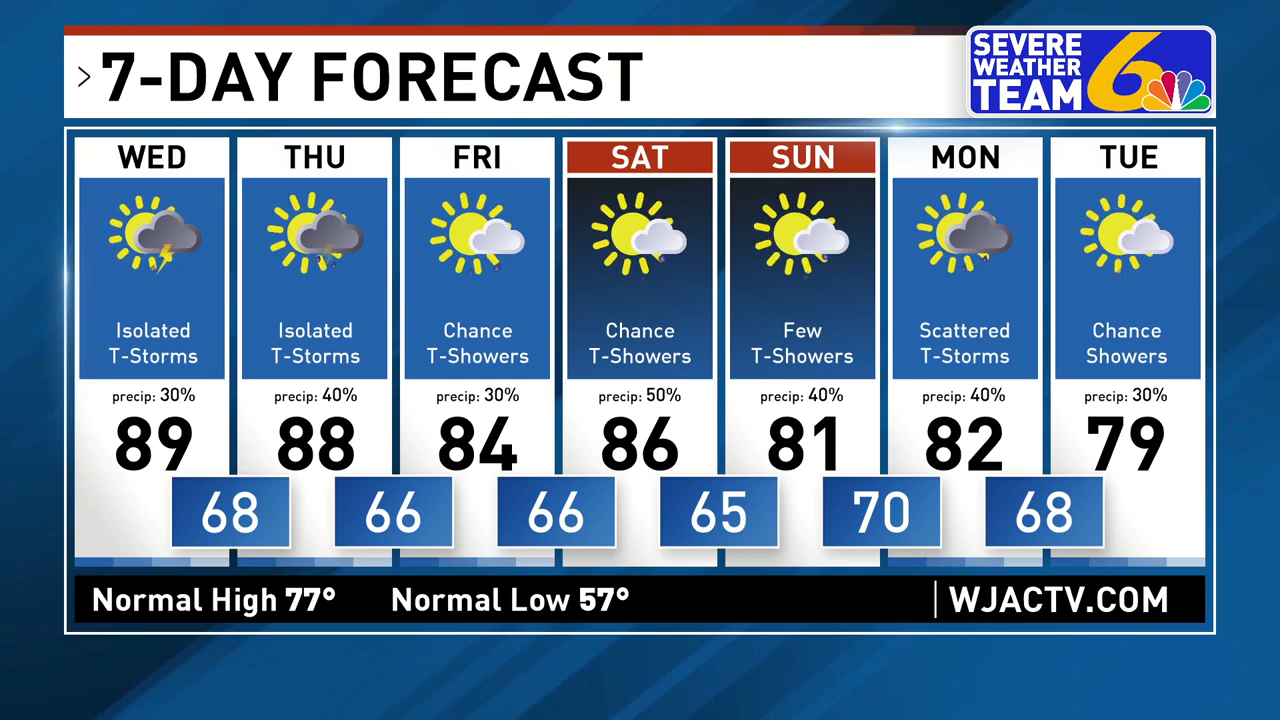 > 7-DAY FORECAST
SEVERE
WEATHER
TEAM 6
WED THU FRI SAT SUN MON TUE
Isolated Isolated Chance Chance Few Scattered Chance
T-Storms T-Storms T-Showers T-Showers T-Showers T-Storms Showers
precip: 30% precip: 40% precip: 30% precip: 50% precip: 40% precip: 40% precip: 30%
89 88 84 86 81 82 79
68 66 66 65 70 68
Normal High 77° Normal Low 57° | WJACTV.COM